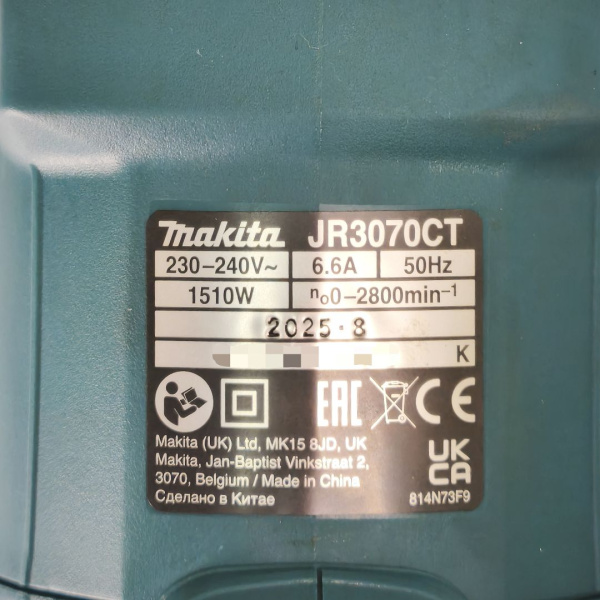 makita JR3070CT
230–240V~ 6.6A 50Hz
1510W n₀0–2800min⁻¹
2025·8
K
EAC CE
Makita (UK) Ltd, MK15 8JD, UK
Makita, Jan-Baptist Vinkstraat 2,
3070, Belgium / Made in China
Сделано в Китае
UK
CA
814N73F9